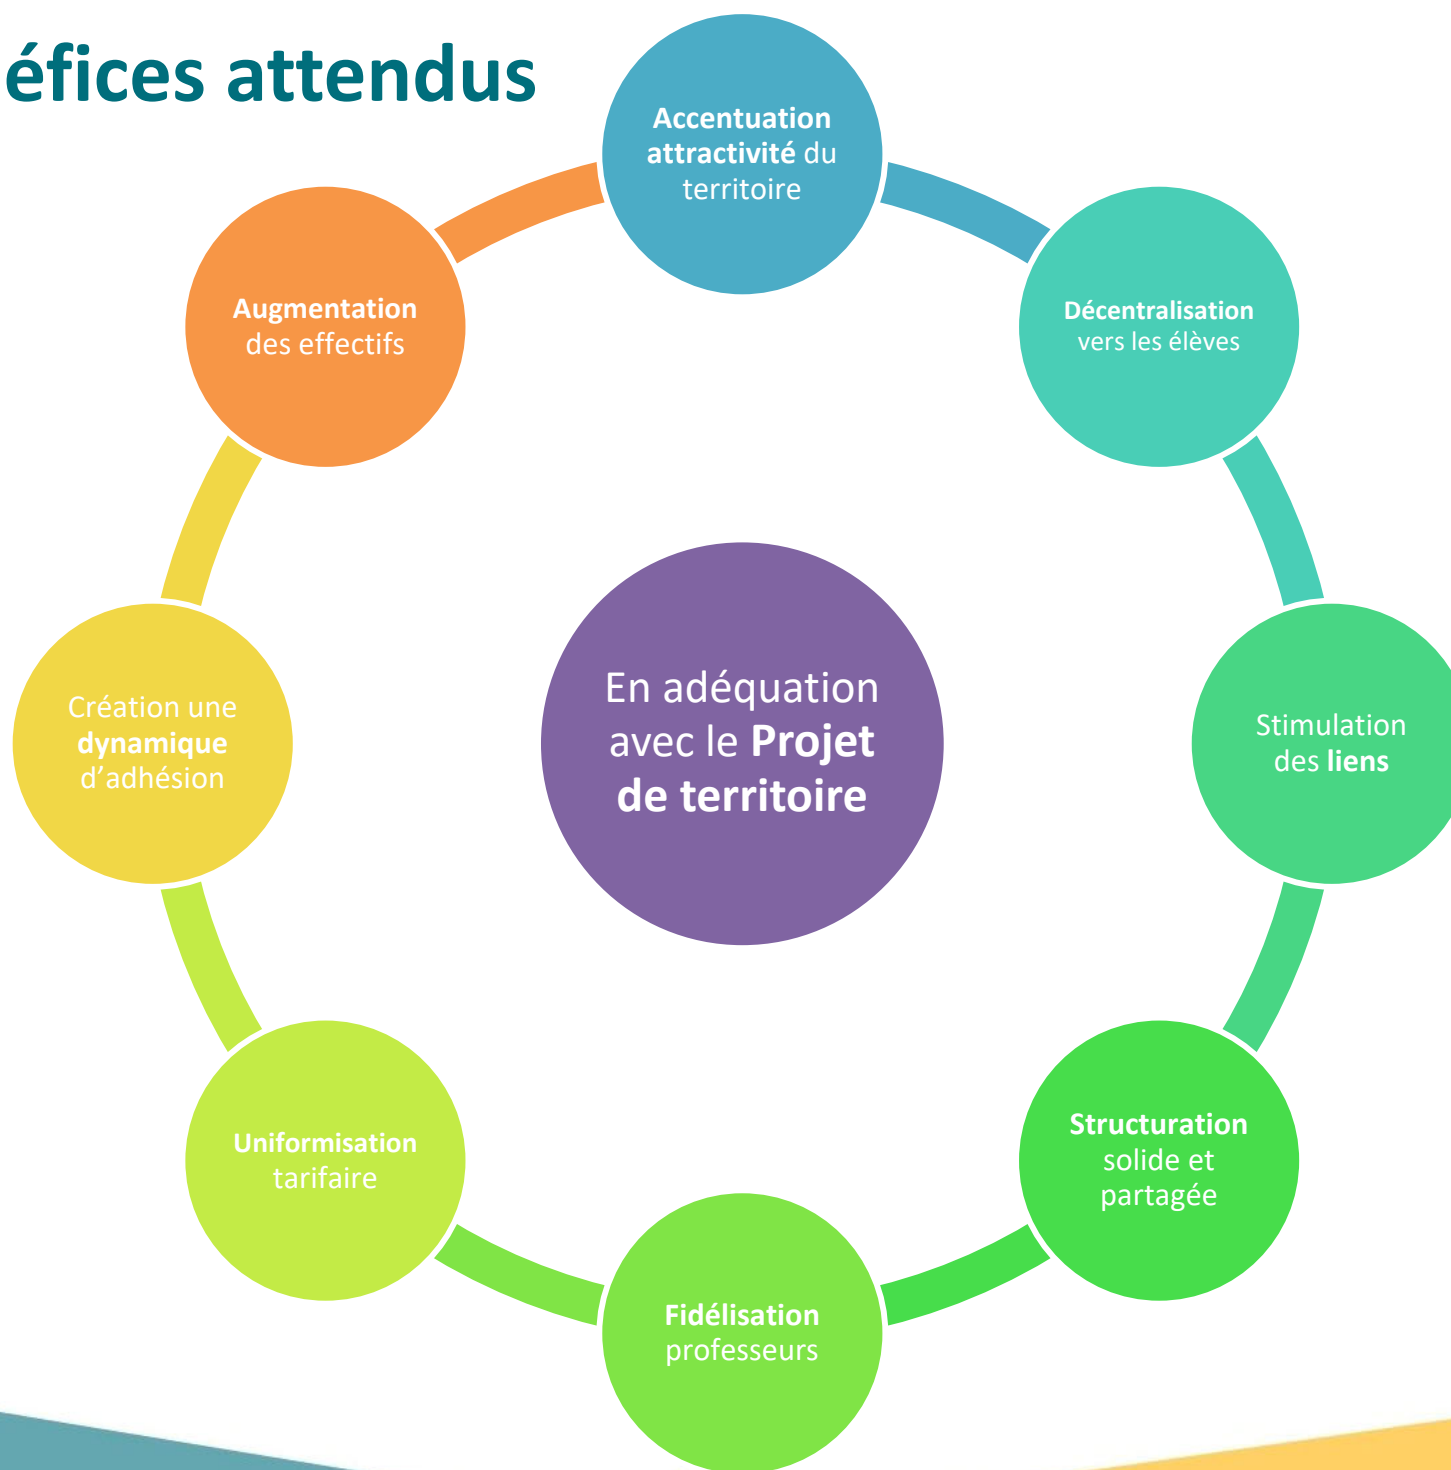 éfices attendus
Accentuation
attractivité du
territoire
Décentralisation
vers les élèves
Stimulation
des liens
Structuration
solide et
partagée
Fidélisation
professeurs
Uniformisation
tarifaire
Création une
dynamique
d’adhésion
Augmentation
des effectifs
En adéquation
avec le Projet
de territoire